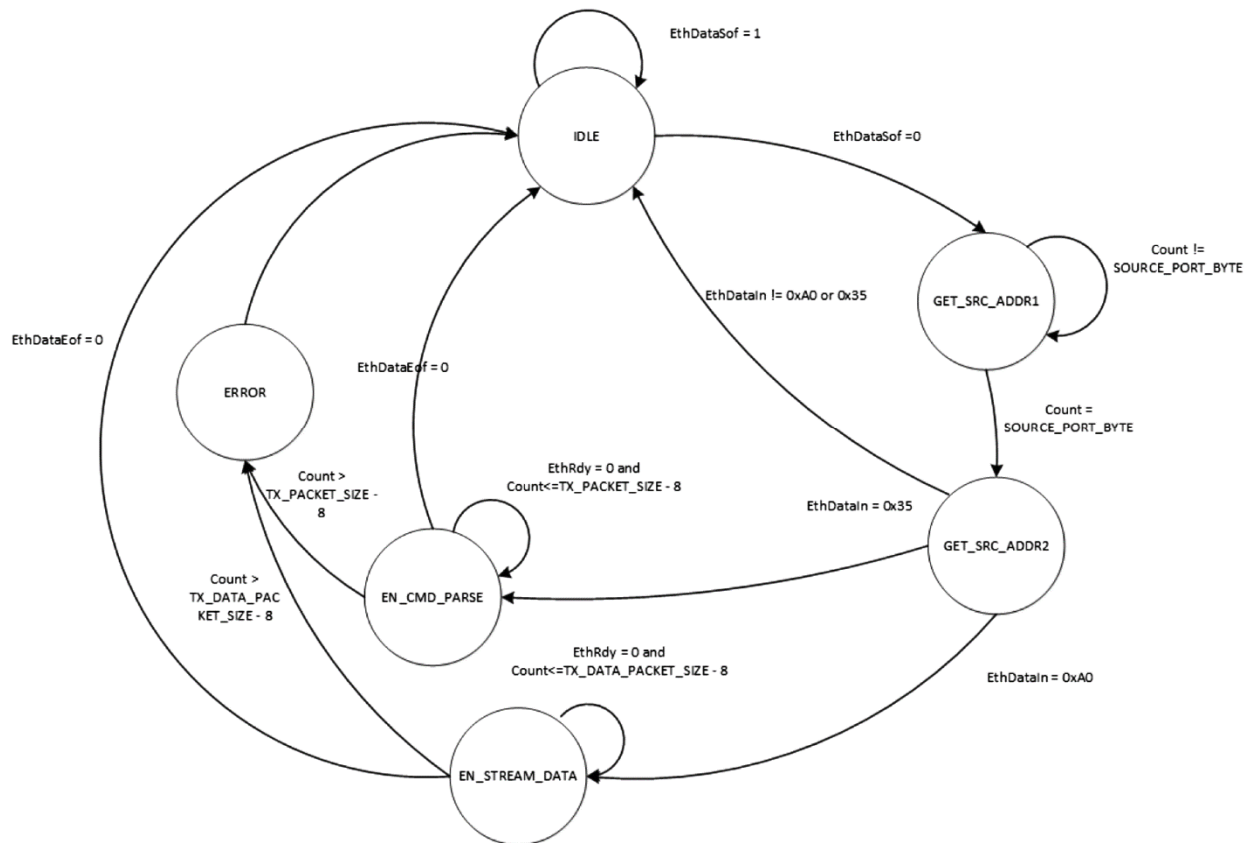 EthDataSof = 1
IDLE
EthDataSof =0
Count !=
SOURCE_PORT_BYTE
GET_SRC_ADDR1
EthDataIn != 0xA0 or 0x35
EthDataEof = 0
EthDataEof = 0
ERROR
Count =
SOURCE_PORT_BYTE
EthRdy = 0 and
Count<=TX_PACKET_SIZE - 8
Count >
TX_PACKET_SIZE -
8
EthDataIn = 0x35
GET_SRC_ADDR2
EN_CMD_PARSE
Count >
TX_DATA_PAC
KET_SIZE - 8
EthRdy = 0 and
Count<=TX_DATA_PACKET_SIZE - 8
EthDataIn = 0xA0
EN_STREAM_DATA